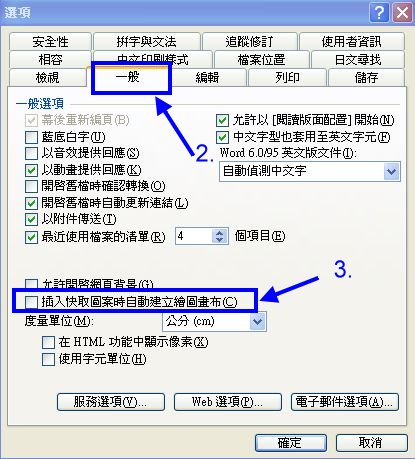 選項
安全性 拼字與文法 追蹤修訂 使用者資訊
相容 中文印刷樣式 檔案位置 日文尋找
檢視 一般 編輯 列印 儲存
2.
一般選項
幕後重新編頁(B)
藍底白字(U)
以音效提供回應(S)
以動畫提供回應(K)
開啓舊檔時確認轉換(O)
開啓舊檔時自動更新連結(L)
以附件傳送(T)
最近使用檔案的清單(R) 4 個項目(E)
允許以 [閱讀版面配置] 開始(N)
中文字型也套用至英文字元(F)
Word 6.0/95 英文版文件(I):
自動偵測中文字
允許開啓網頁背景(G)
3.
插入快取圖案時自動建立繪圖畫布(C)
度量單位(M): 公分 (cm)
在 HTML 功能中顯示像素(X)
使用字元單位(H)
服務選項(V)... Web 選項(P)... 電子郵件選項(A)...
確定 取消